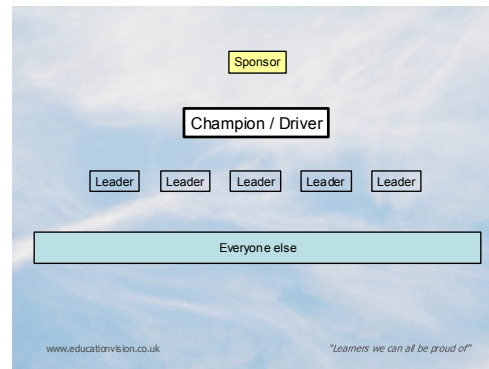 Sponsor
Champion / Driver
Leader Leader Leader Leader Leader
Everyone else
www.educationvision.co.uk "Learners we can all be proud of"